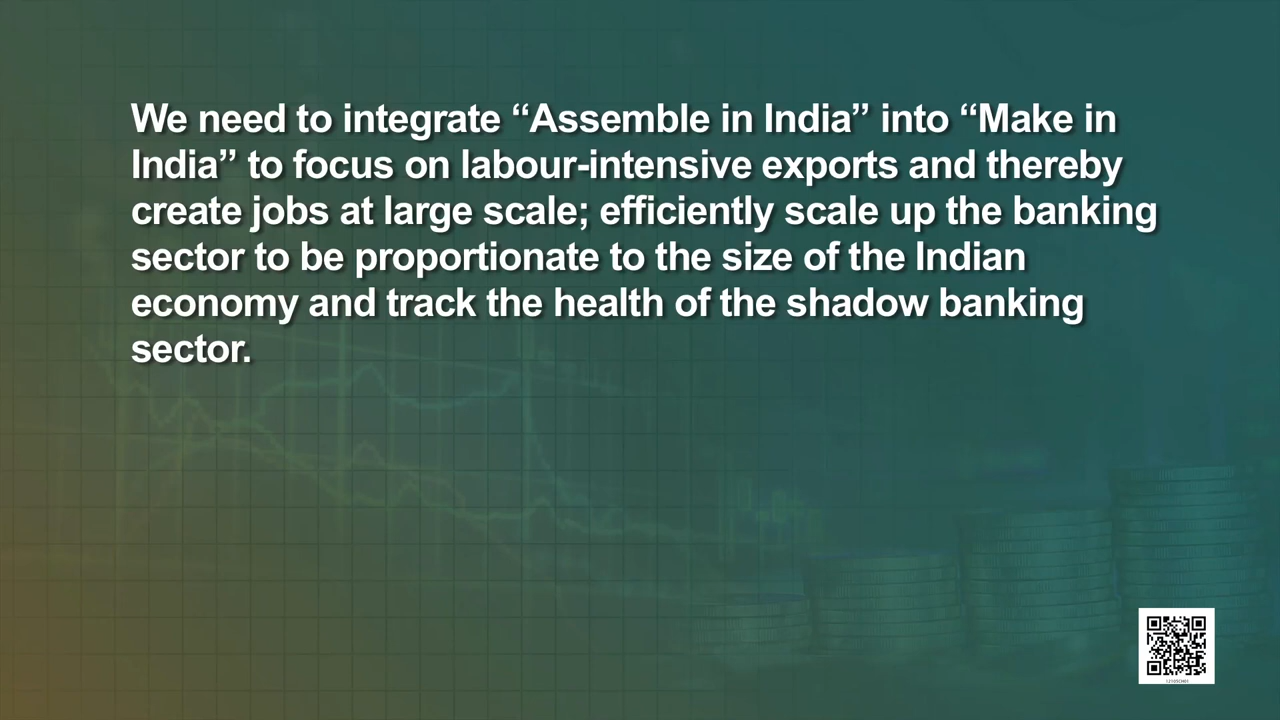 We need to integrate “Assemble in India” into “Make in
India” to focus on labour-intensive exports and thereby
create jobs at large scale; efficiently scale up the banking
sector to be proportionate to the size of the Indian
economy and track the health of the shadow banking
sector.